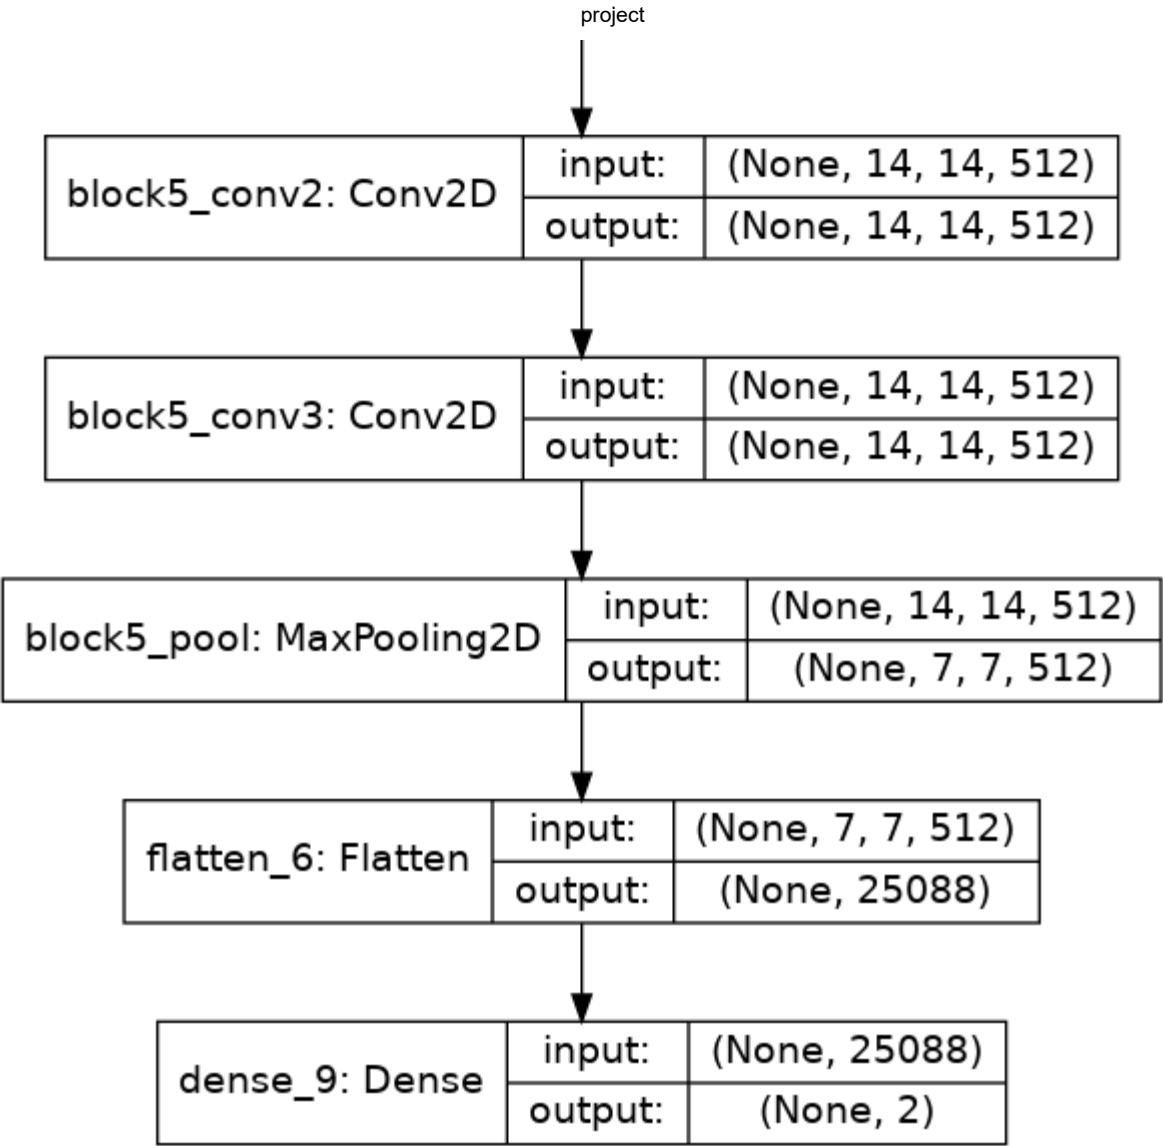 project
block5_conv2: Conv2D
input:
(None, 14, 14, 512)
output:
(None, 14, 14, 512)
block5_conv3: Conv2D
input:
(None, 14, 14, 512)
output:
(None, 14, 14, 512)
block5_pool: MaxPooling2D
input:
(None, 14, 14, 512)
output:
(None, 7, 7, 512)
flatten_6: Flatten
input:
(None, 7, 7, 512)
output:
(None, 25088)
dense_9: Dense
input:
(None, 25088)
output:
(None, 2)